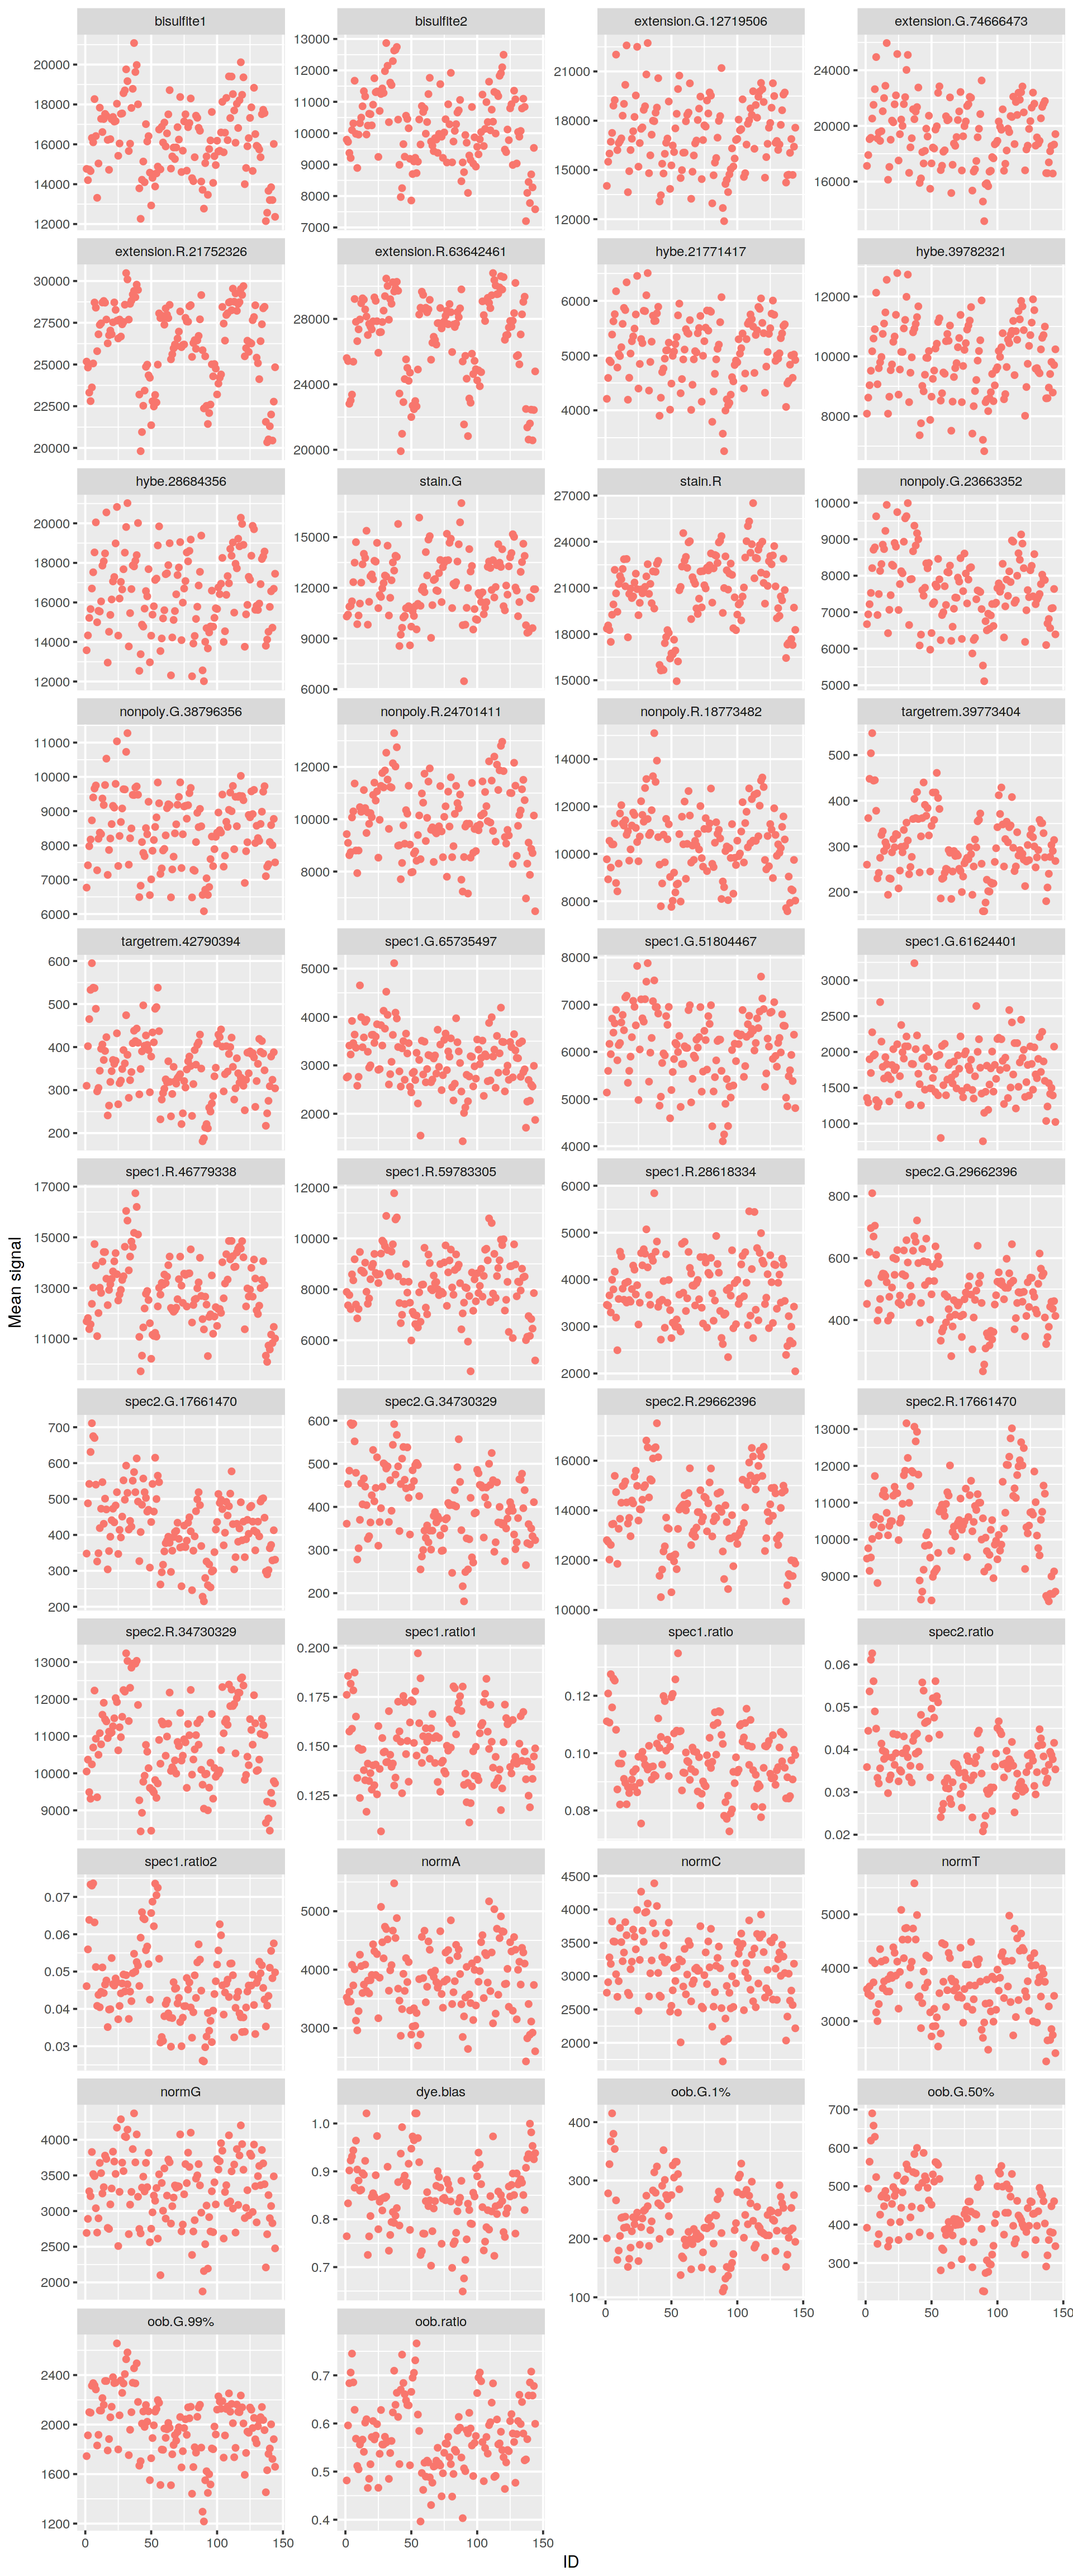 bisulfite1 bisulfite2 extension.G.12719506 extension.G.74666473
20000 18000 16000 14000 12000
13000 12000 11000 10000 9000 8000 7000
21000 18000 15000 12000
24000 20000 16000
extension.R.21752326 extension.R.63642461 hybe.21771417 hybe.39782321
30000 27500 25000 22500 20000
28000 24000 20000
6000 5000 4000
12000 10000 8000
hybe.28684356 stain.G stain.R nonpoly.G.23663352
20000 18000 16000 14000 12000
15000 12000 9000 6000
27000 24000 21000 18000 15000
10000 9000 8000 7000 6000 5000
nonpoly.G.38796356 nonpoly.R.24701411 nonpoly.R.18773482 targetrem.39773404
11000 10000 9000 8000 7000 6000
12000 10000 8000
14000 12000 10000 8000
500 400 300 200
targetrem.42790394 spec1.G.65735497 spec1.G.51804467 spec1.G.61624401
600 500 400 300 200
5000 4000 3000 2000
8000 7000 6000 5000 4000
3000 2500 2000 1500 1000
spec1.R.46779338 spec1.R.59783305 spec1.R.28618334 spec2.G.29662396
17000 15000 13000 11000
12000 10000 8000 6000
6000 5000 4000 3000 2000
800 600 400
Mean signal
spec2.G.17661470 spec2.G.34730329 spec2.R.29662396 spec2.R.17661470
700 600 500 400 300 200
600 500 400 300 200
16000 14000 12000 10000
13000 12000 11000 10000 9000
spec2.R.34730329 spec1.ratio1 spec1.ratio spec2.ratio
13000 12000 11000 10000 9000
0.200 0.175 0.150 0.125
0.12 0.10 0.08
0.06 0.05 0.04 0.03 0.02
spec1.ratio2 normA normC normT
0.07 0.06 0.05 0.04 0.03
5000 4000 3000
4500 4000 3500 3000 2500 2000
5000 4000 3000
normG dye.bias oob.G.1% oob.G.50%
4000 3500 3000 2500 2000
1.0 0.9 0.8 0.7
400 300 200 100
700 600 500 400 300
0 50 100 150 0 50 100 150
oob.G.99% oob.ratio
2400 2000 1600 1200
0.7 0.6 0.5 0.4
0 50 100 150 0 50 100 150
ID